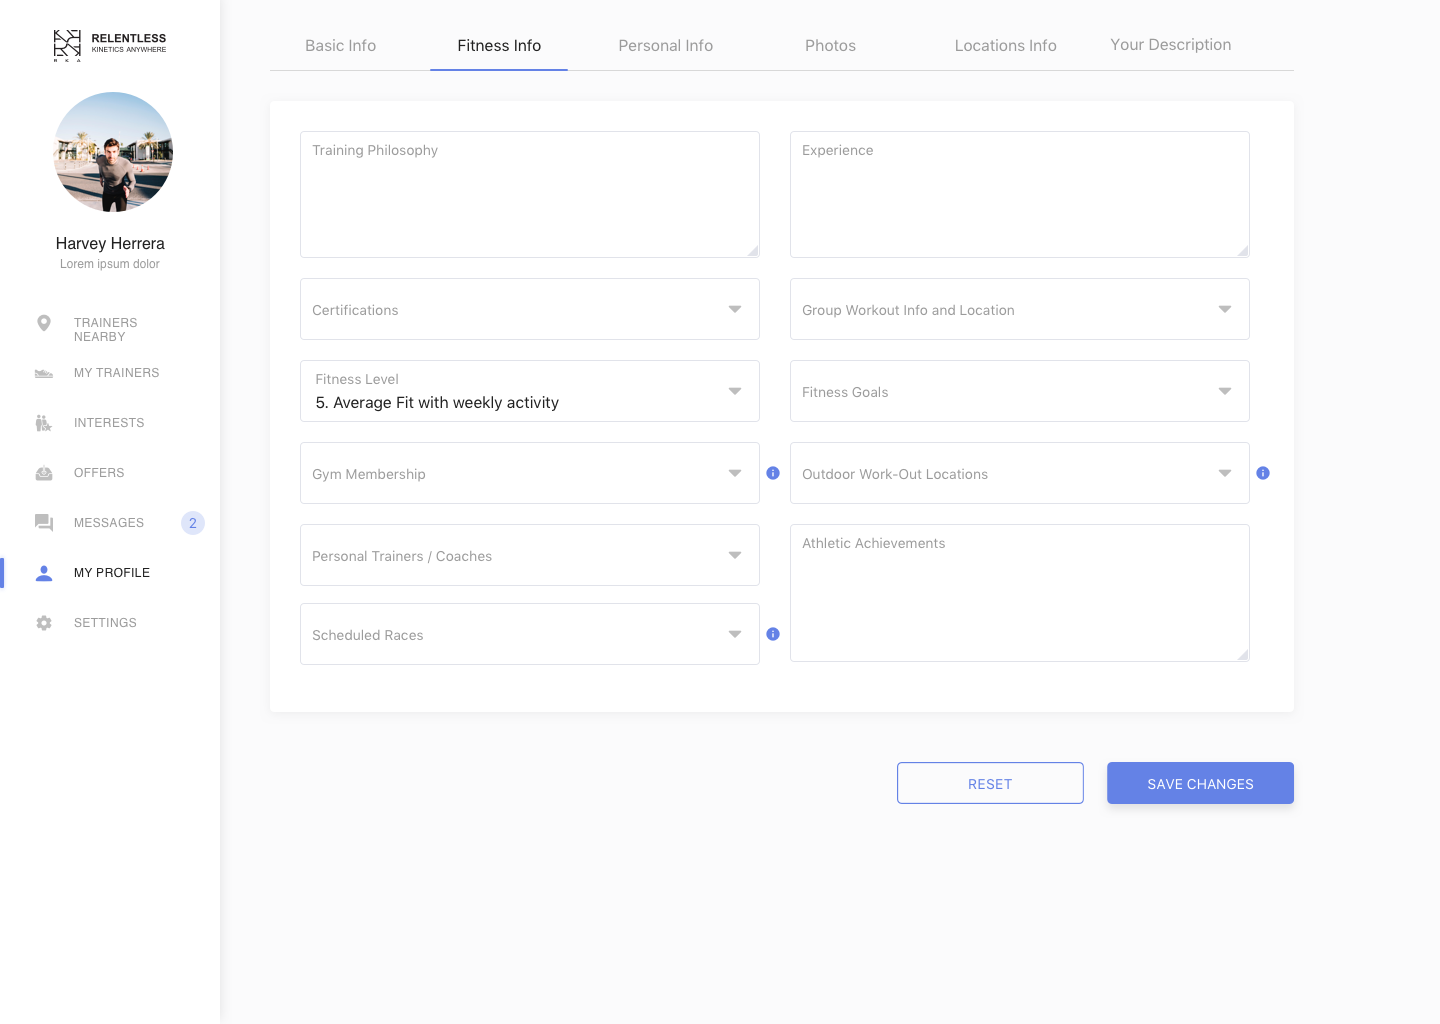 RELENTLESS
KINETICS ANYWHERE
RKA
Harvey Herrera
Lorem ipsum dolor
TRAINERS
NEARBY
MY TRAINERS
INTERESTS
OFFERS
MESSAGES 2
MY PROFILE
SETTINGS
Basic Info Fitness Info Personal Info Photos Locations Info Your Description
Training Philosophy Experience
Certifications Group Workout Info and Location
Fitness Level
5. Average Fit with weekly activity
Fitness Goals
Gym Membership Outdoor Work-Out Locations
Personal Trainers / Coaches Athletic Achievements
Scheduled Races
RESET SAVE CHANGES